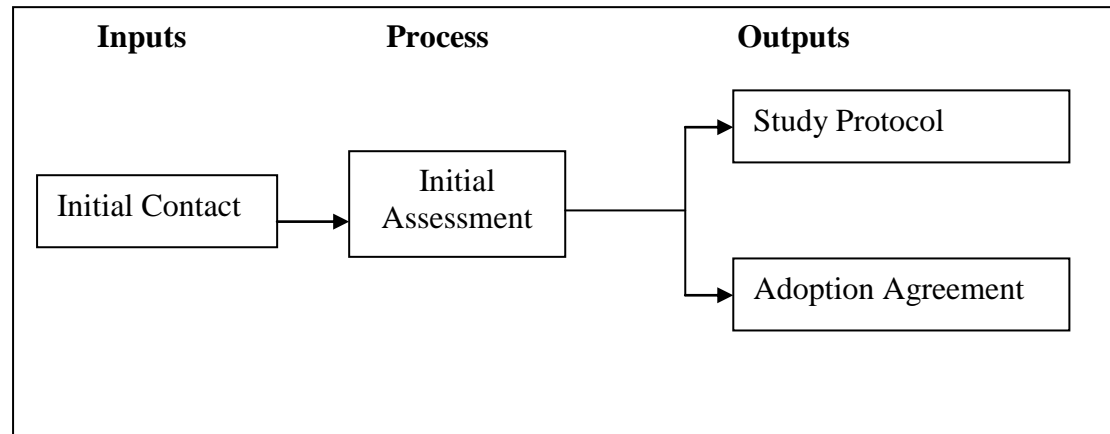 Inputs Process Outputs
Study Protocol
Initial Contact
Initial
Assessment
Adoption Agreement